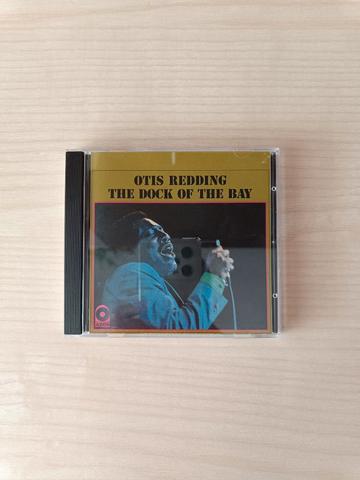 OTIS REDDING
THE DOCK OF THE BAY